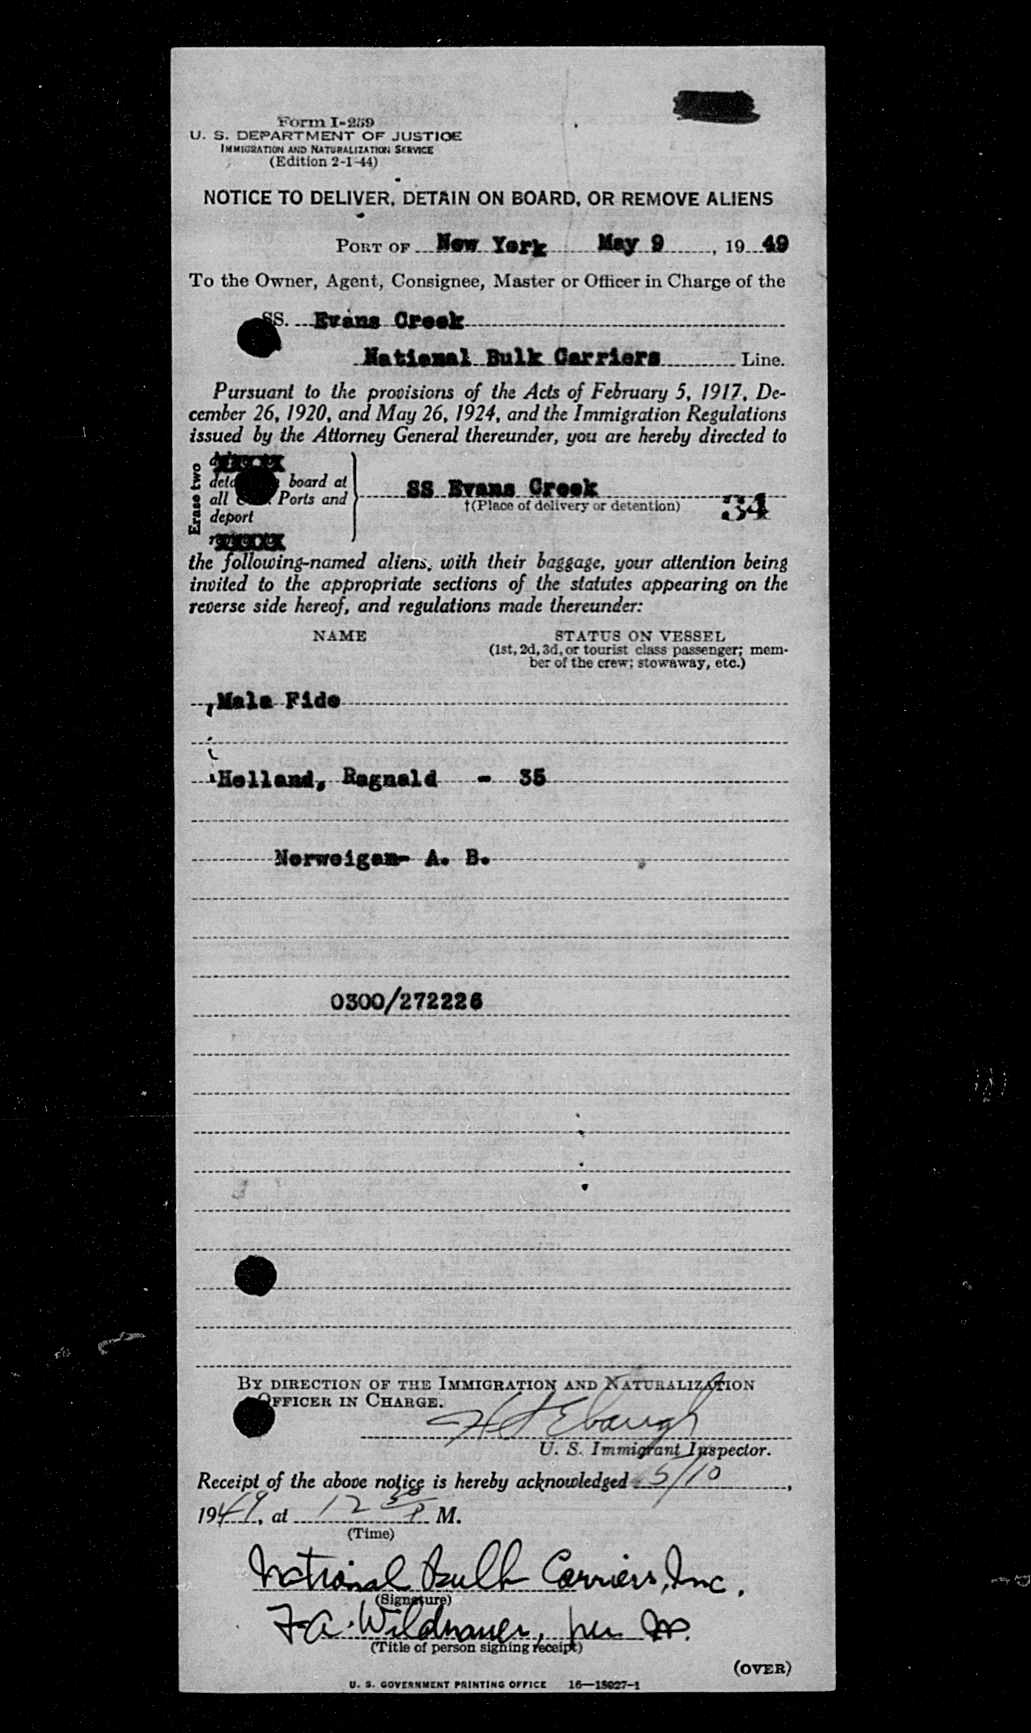 Form I-259
U. S. DEPARTMENT OF JUSTICE
IMMIGRATION AND NATURALIZATION SERVICE
(Edition 2-1-44)
NOTICE TO DELIVER, DETAIN ON BOARD, OR REMOVE ALIENS
PORT OF New York May 9, 1949
To the Owner, Agent, Consignee, Master or Officer in Charge of the
SS. Evans Creek
National Bulk Carriers Line.
Pursuant to the provisions of the Acts of February 5, 1917, De-
cember 26, 1920, and May 26, 1924, and the Immigration Regulations
issued by the Attorney General thereunder, you are hereby directed to
Erase two
board at
all Ports and
deport
SS Evans Creek
†(Place of delivery or detention)
34
the following-named aliens, with their baggage, your attention being
invited to the appropriate sections of the statutes appearing on the
reverse side hereof, and regulations made thereunder:
NAME STATUS ON VESSEL
(1st, 2d, 3d, or tourist class passenger; mem-
ber of the crew; stowaway, etc.)
Mala Fide
Helland, Ragnald - 35
Norweigan- A. B.
0300/272226
BY DIRECTION OF THE IMMIGRATION AND NATURALIZATION
OFFICER IN CHARGE.
U. S. Immigrant Inspector.
Receipt of the above notice is hereby acknowledged 5/10,
1949, at 12 P M.
(Time)
National Bulk Carriers, Inc.
(Signature)
F. A. per
(Title of person signing receipt)
(OVER)
U. S. GOVERNMENT PRINTING OFFICE 16—18027-1